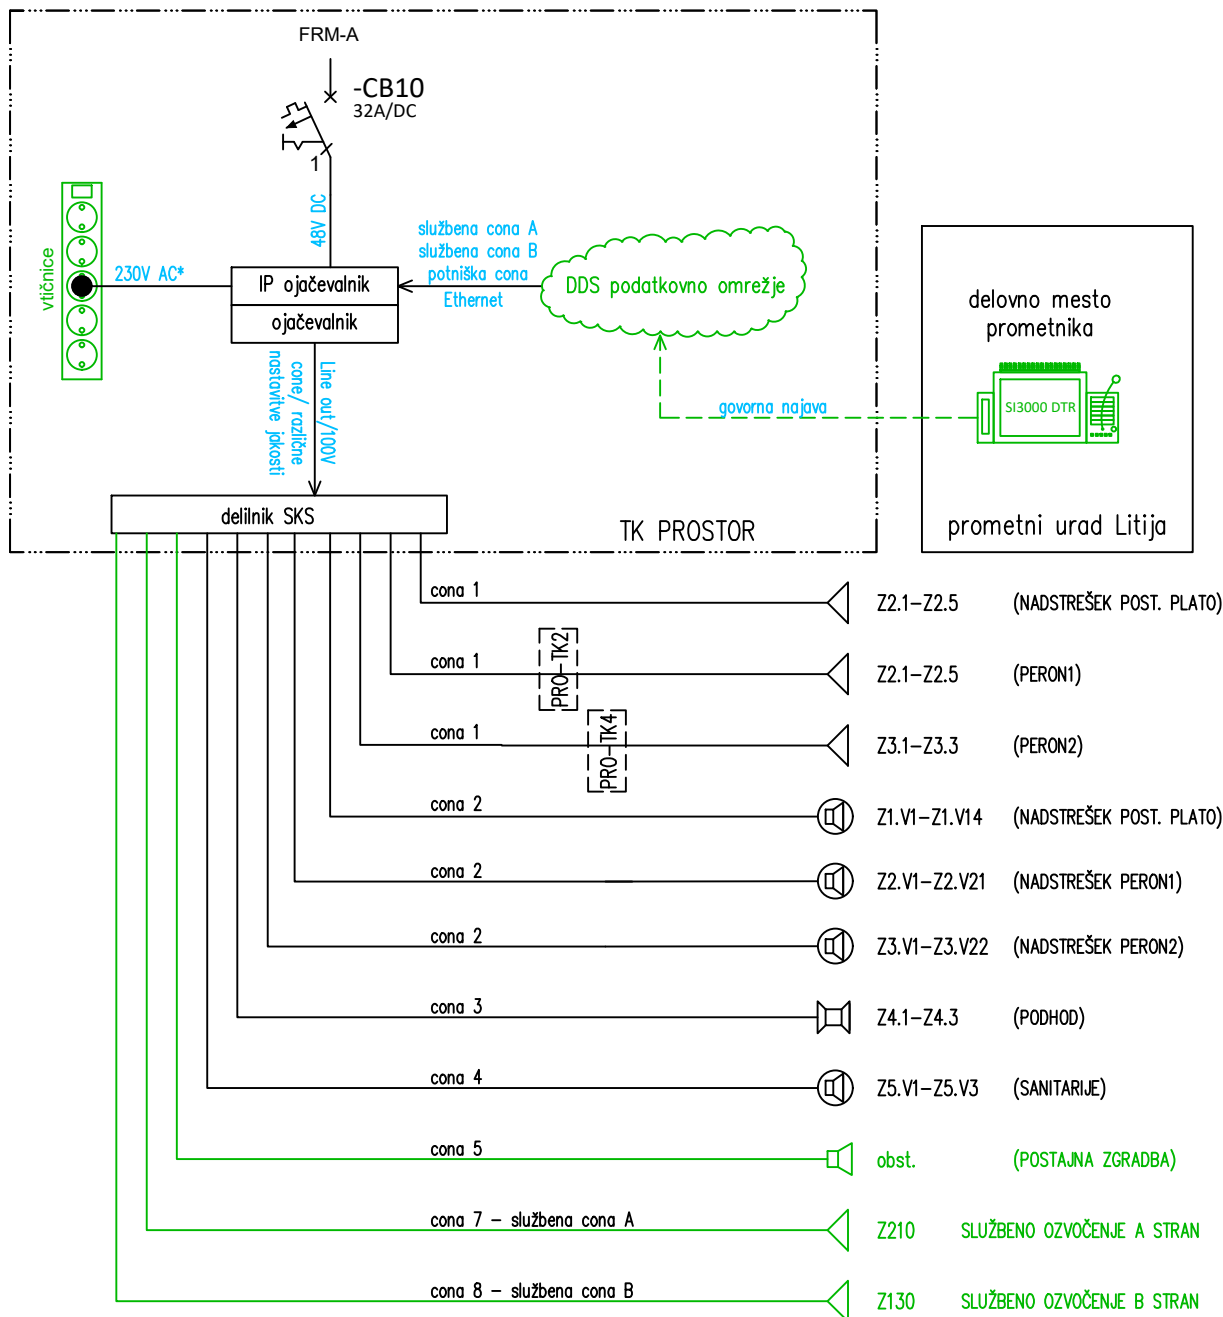 FRM-A
-CB10
32A/DC
1
48V DC
vtičnice
230V AC*
IP ojačevalnik
ojačevalnik
službena cona A
službena cona B
potniška cona
Ethernet
DDS podatkovno omrežje
delovno mesto
prometnika
SI3000 DTR
govorna najava
prometni urad Litija
Line out/100V
cone/ različne
nastavitve jakosti
delilnik SKS
TK PROSTOR
cona 1
Z2.1-Z2.5 (NADSTREŠEK POST. PLATO)
PRO-TK2
cona 1
Z2.1-Z2.5 (PERON1)
PRO-TK4
cona 1
Z3.1-Z3.3 (PERON2)
cona 2
Z1.V1-Z1.V14 (NADSTREŠEK POST. PLATO)
cona 2
Z2.V1-Z2.V21 (NADSTREŠEK PERON1)
cona 2
Z3.V1-Z3.V22 (NADSTREŠEK PERON2)
cona 3
Z4.1-Z4.3 (PODHOD)
cona 4
Z5.V1-Z5.V3 (SANITARIJE)
cona 5
obst. (POSTAJNA ZGRADBA)
cona 7 - službena cona A
Z210 SLUŽBENO OZVOČENJE A STRAN
cona 8 - službena cona B
Z130 SLUŽBENO OZVOČENJE B STRAN